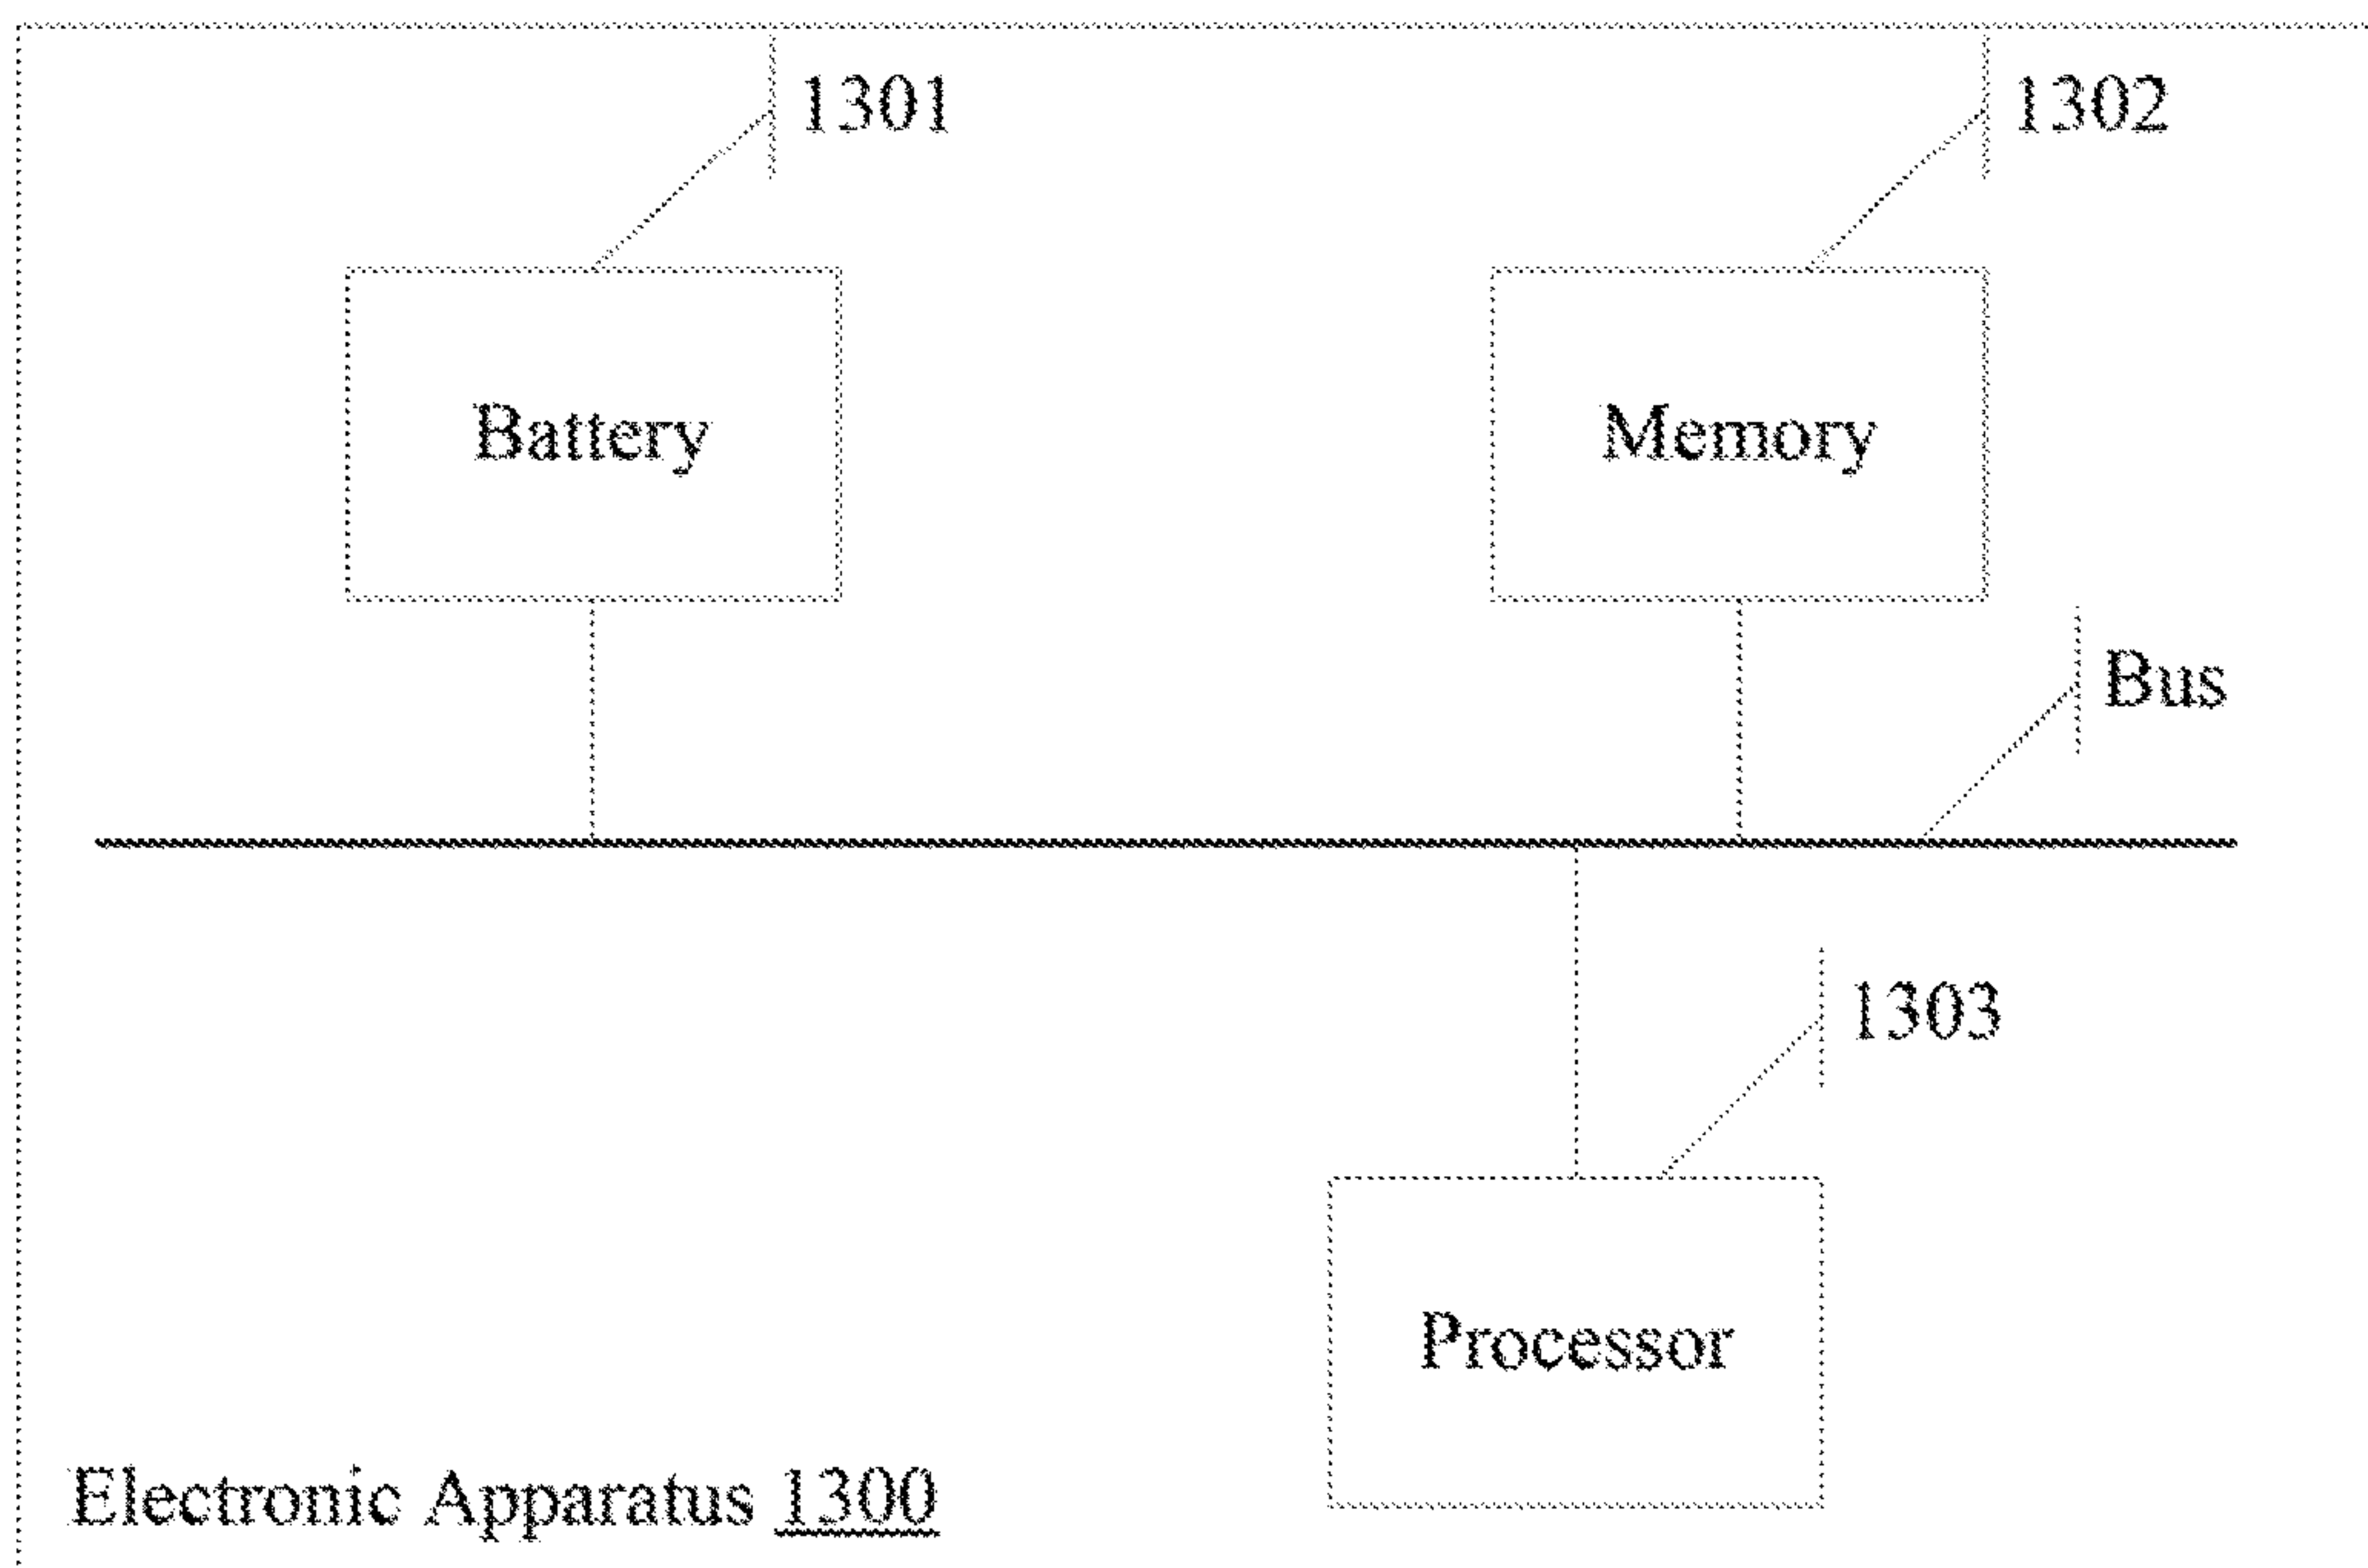 1301
1302
Battery
Memory
Bus
1303
Processor
Electronic Apparatus 1300